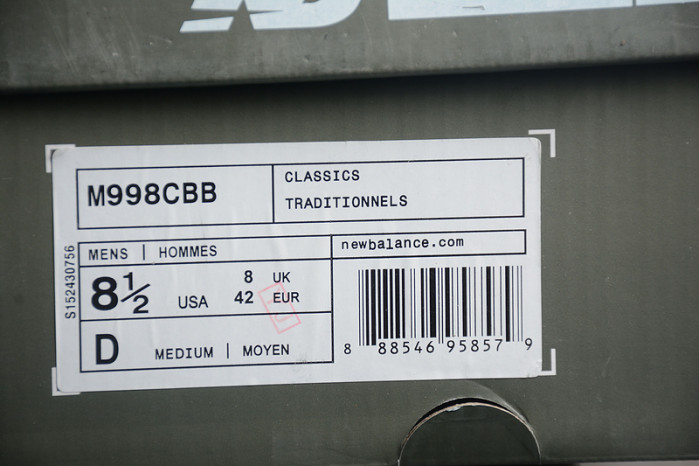 M998CBB
CLASSICS
TRADITIONNELS
MENS | HOMMES
newbalance.com
8½ USA
8 UK
42 EUR
D MEDIUM | MOYEN
S152430756
8 88546 95857 9